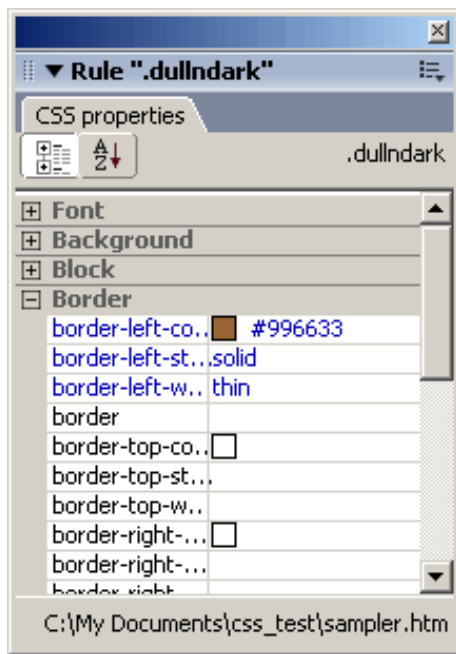 Rule ".dullndark"
CSS properties
.dullndark
Font
Background
Block
Border
border-left-co.. #996633
border-left-st... solid
border-left-w.. thin
border
border-top-co..
border-top-st...
border-top-w..
border-right-...
border-right-...
border-right
C:\My Documents\css_test\sampler.htm